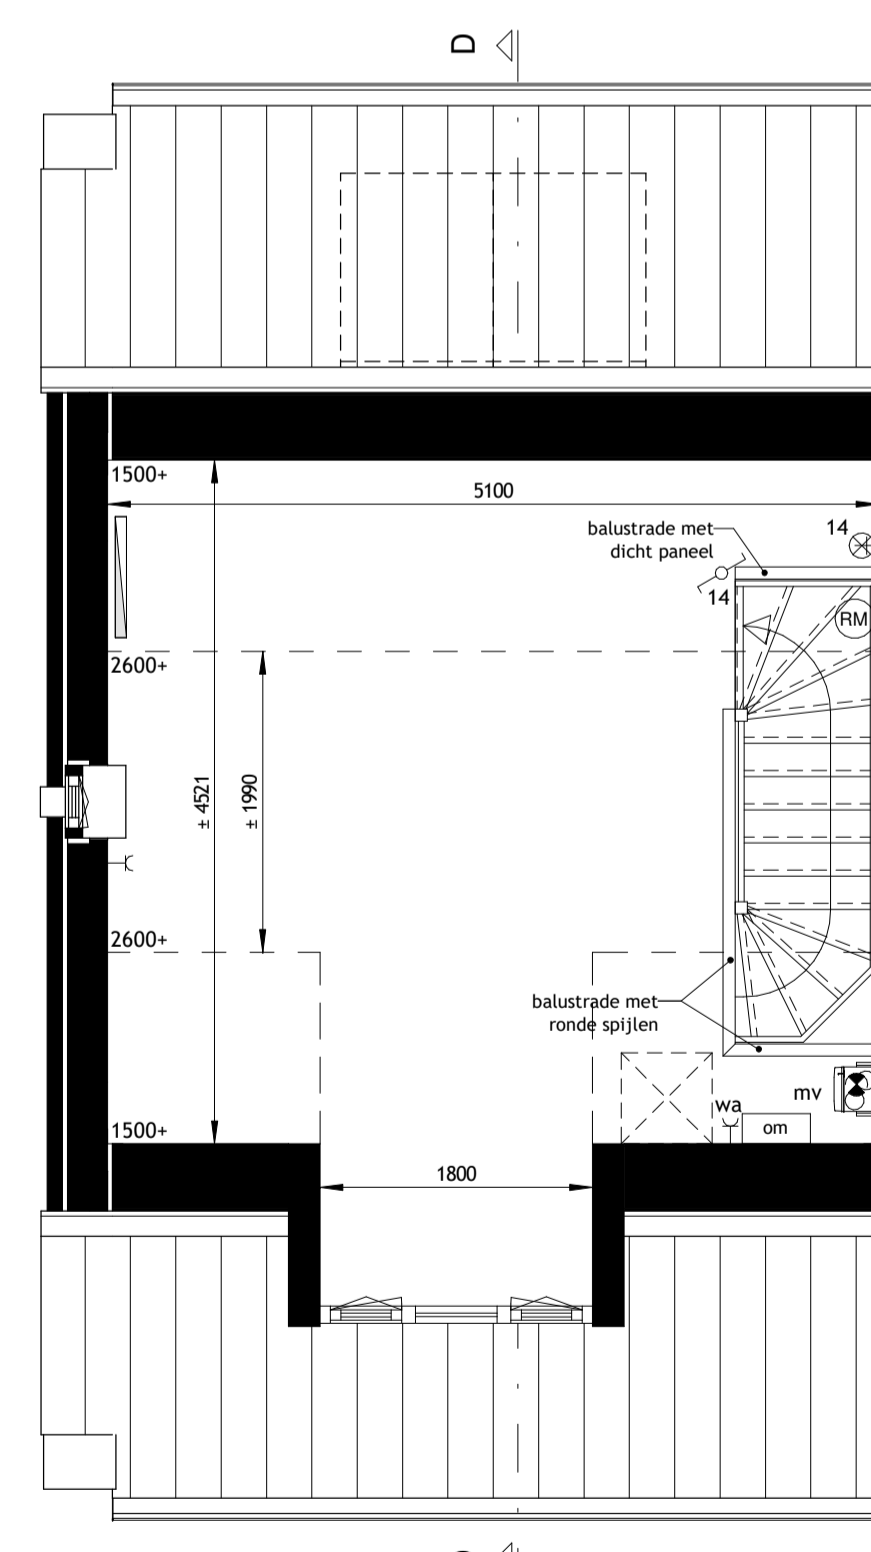 D
1500+
5100
balustrade met
dicht paneel
14
14
RM
2600+
± 4521
± 1990
2600+
balustrade met
ronde spijlen
wa
mv
om
1500+
1800